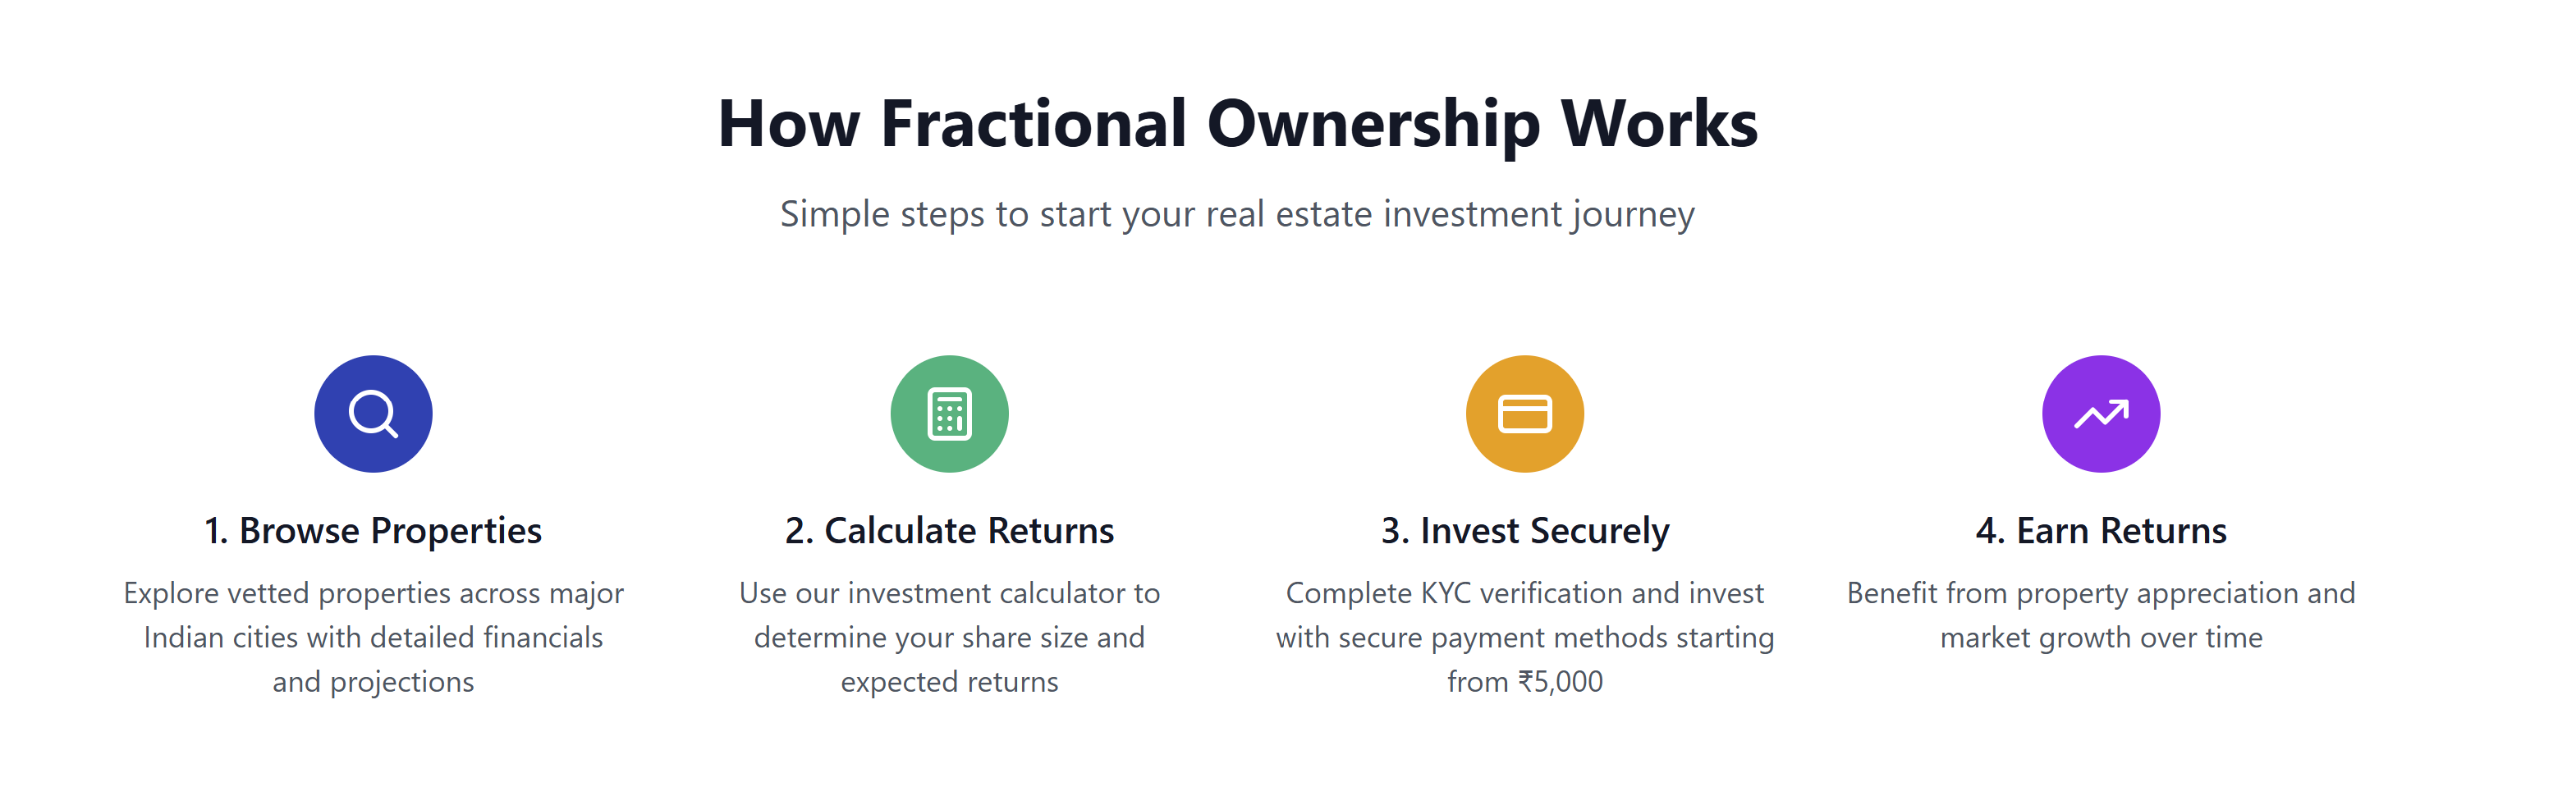 How Fractional Ownership Works
Simple steps to start your real estate investment journey
1. Browse Properties
Explore vetted properties across major
Indian cities with detailed financials
and projections
2. Calculate Returns
Use our investment calculator to
determine your share size and
expected returns
3. Invest Securely
Complete KYC verification and invest
with secure payment methods starting
from ₹5,000
4. Earn Returns
Benefit from property appreciation and
market growth over time